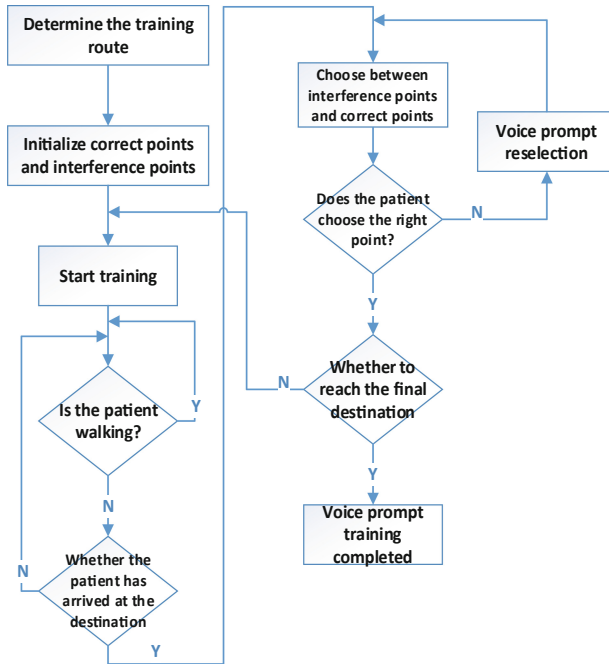 Determine the training
route
Initialize correct points
and interference points
Start training
Is the patient
walking?
Y
N
Whether the
patient has
arrived at the
destination
N
Y
Choose between
interference points
and correct points
Voice prompt
reselection
Does the patient
choose the right
point?
N
Y
Whether to
reach the final
destination
N
Y
Voice prompt
training
completed